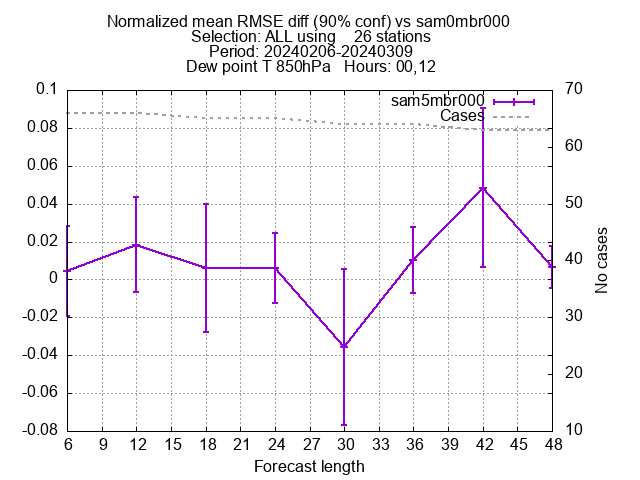 Normalized mean RMSE diff (90% conf) vs sam0mbr000
Selection: ALL using    26 stations
Period: 20240206-20240309
Dew point T 850hPa   Hours: 00,12
sam5mbr000
Cases
0.1
0.08
0.06
0.04
0.02
0
-0.02
-0.04
-0.06
-0.08
70
60
50
40
30
20
10
No cases
6 9 12 15 18 21 24 27 30 33 36 39 42 45 48
Forecast length